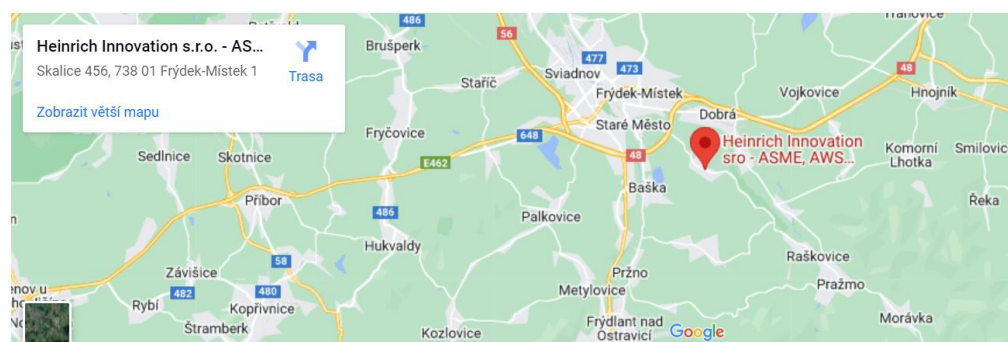 Heinrich Innovation s.r.o. - AS...
Skalice 456, 738 01 Frýdek-Místek 1
Trasa
Zobrazit větší mapu
486
Brušperk
56
Staříč
Sviadnov
477
473
Frýdek-Místek
48
Vojkovice
Hnojník
Dobrá
Staré Město
Fryčovice
648
E462
48
Heinrich Innovation
sro - ASME, AWS...
Komorní
Lhotka
Smilovic
Sedlnice
Skotnice
Příbor
486
Baška
Řeka
Palkovice
Hukvaldy
58
Raškovice
Závišice
Pržno
Pražmo
482
480
Metylovice
Rybí
Kopřivnice
Morávka
Štramberk
Kozlovice
Frýdlant nad
Ostravicí
Google